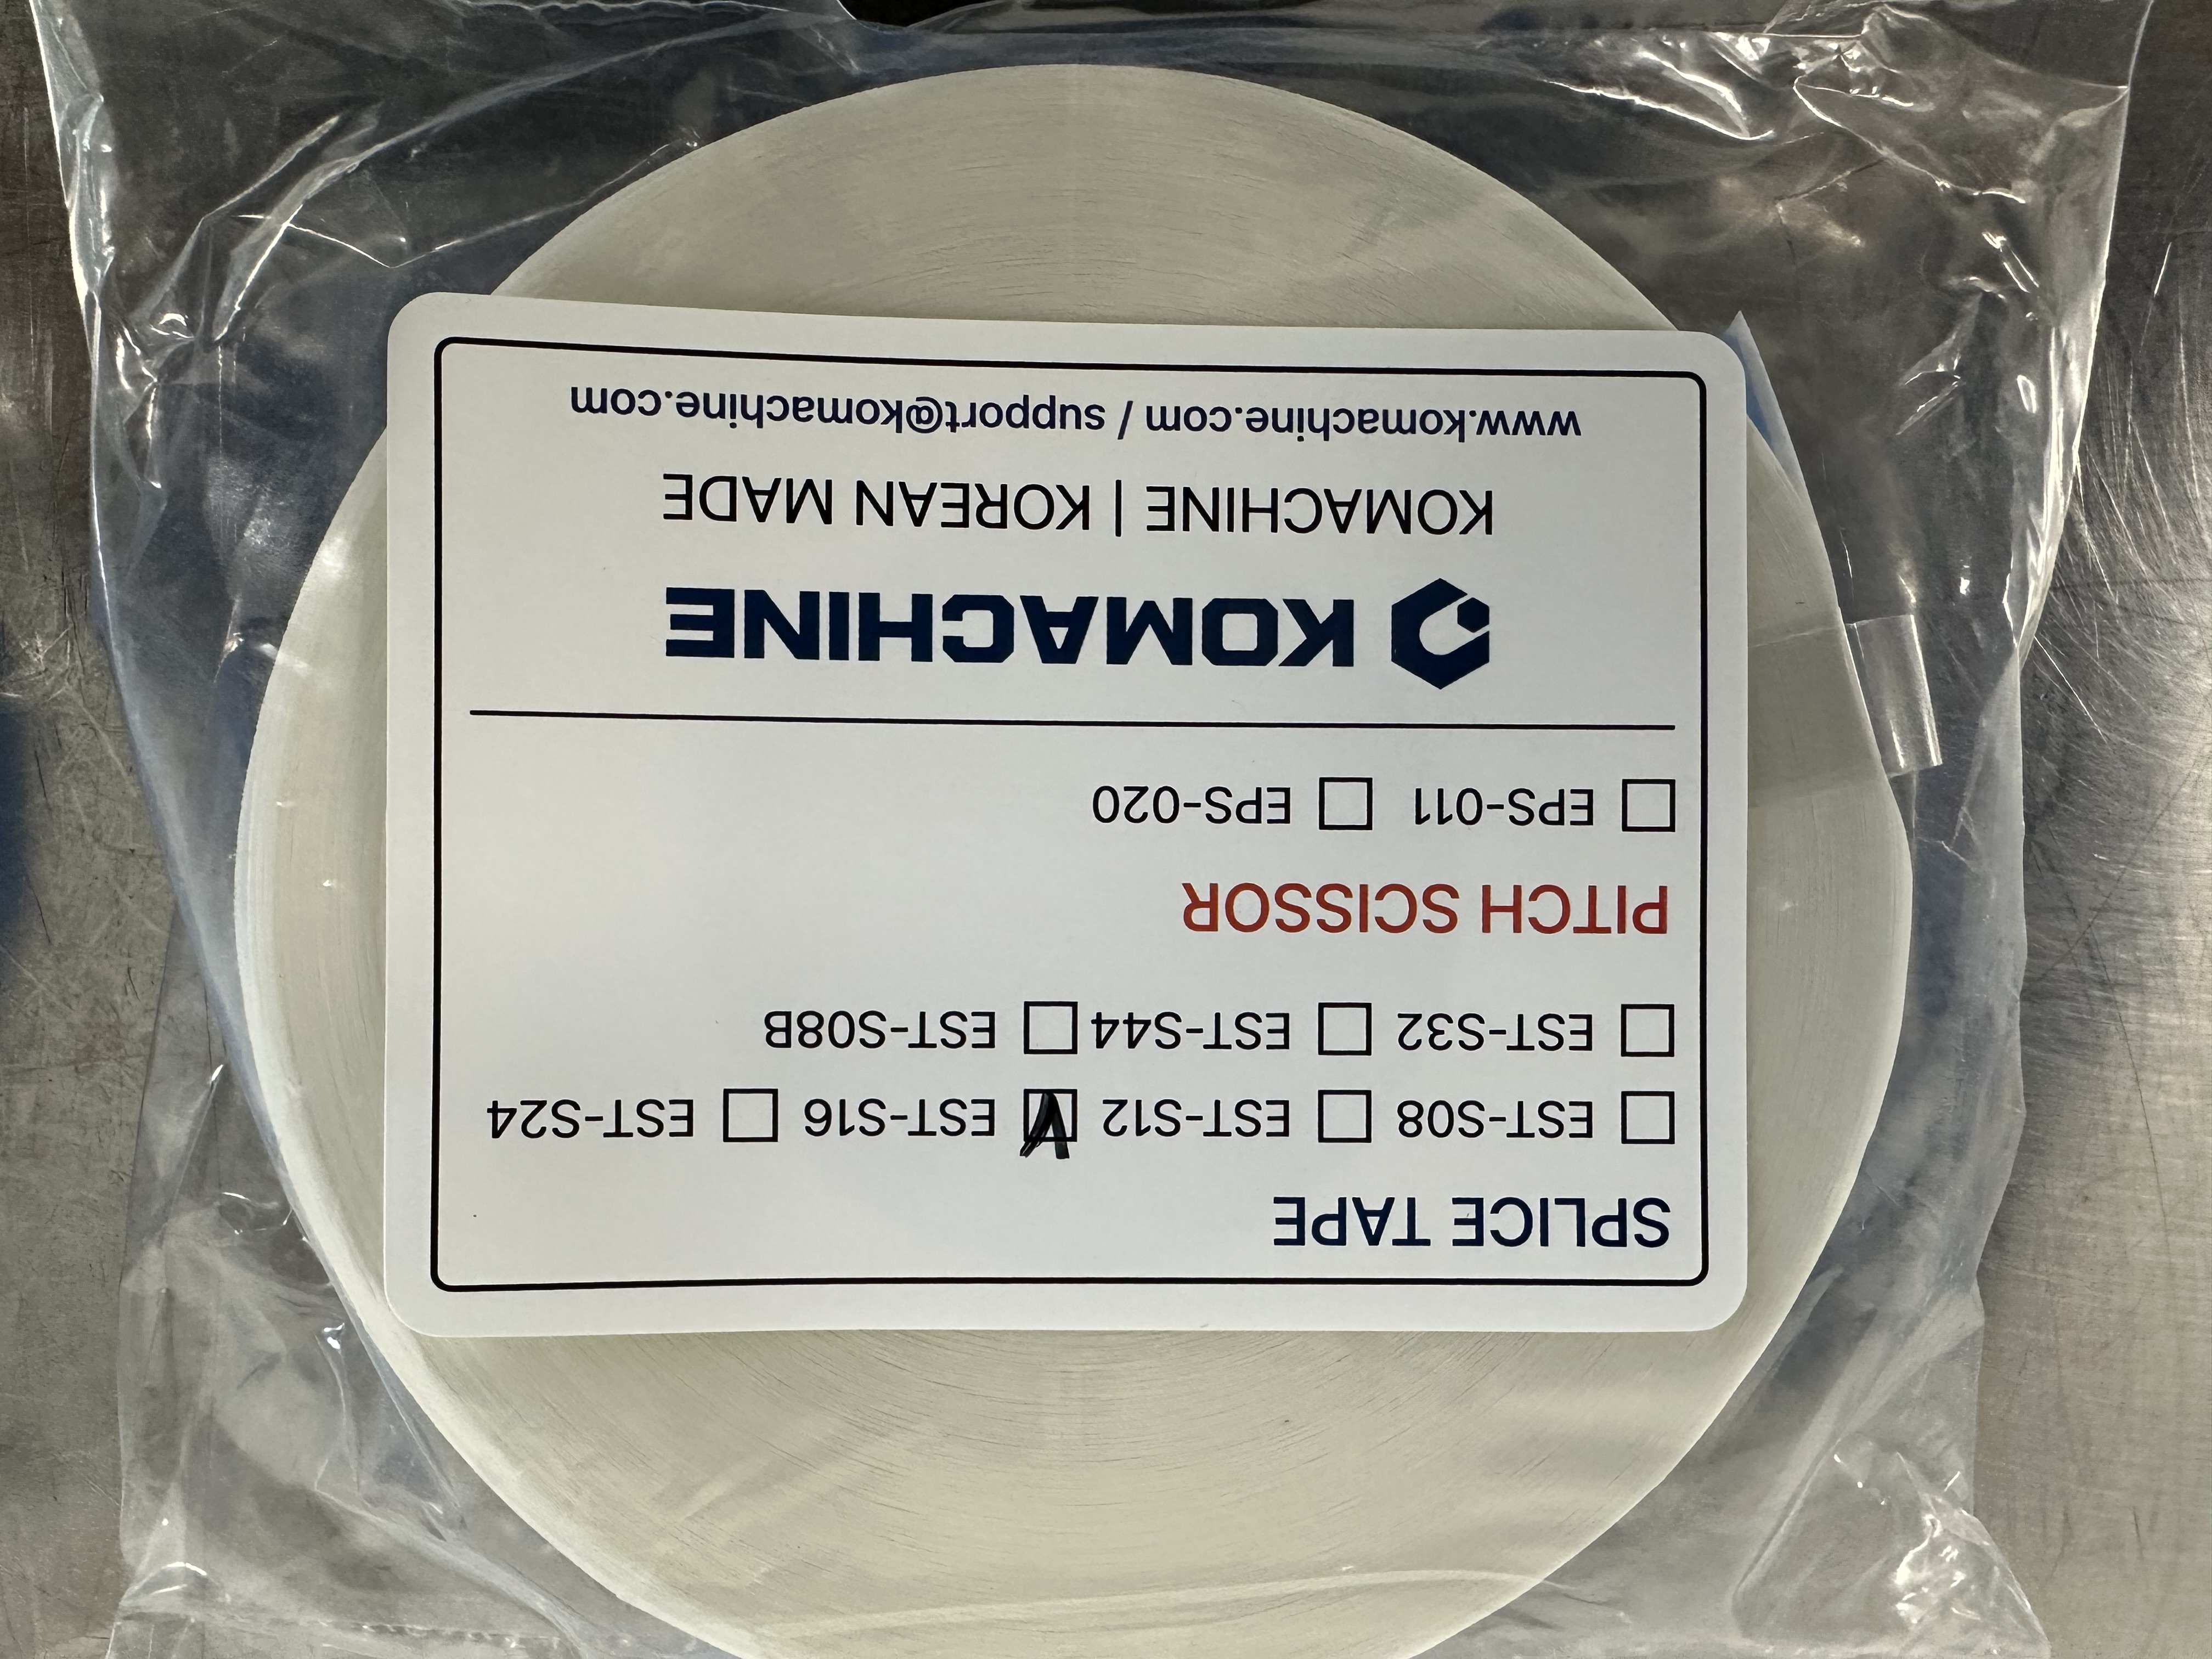 SPLICE TAPE
☐ EST-S08 ☐ EST-S12 ☑ EST-S16 ☐ EST-S24
☐ EST-S32 ☐ EST-S44 ☐ EST-S08B
PITCH SCISSOR
☐ EPS-011 ☐ EPS-020
KOMACHINE
KOMACHINE | KOREAN MADE
www.komachine.com / support@komachine.com